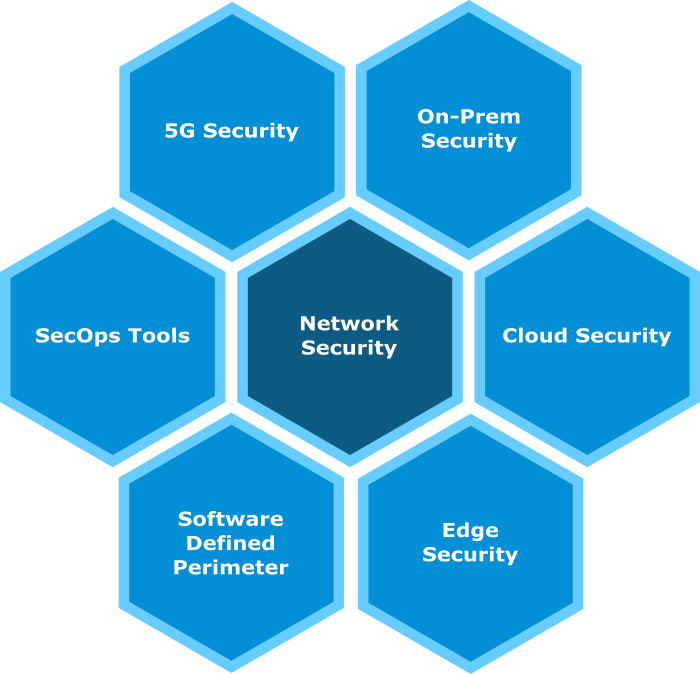 5G Security
On-Prem
Security
SecOps Tools
Network
Security
Cloud Security
Software
Defined
Perimeter
Edge
Security